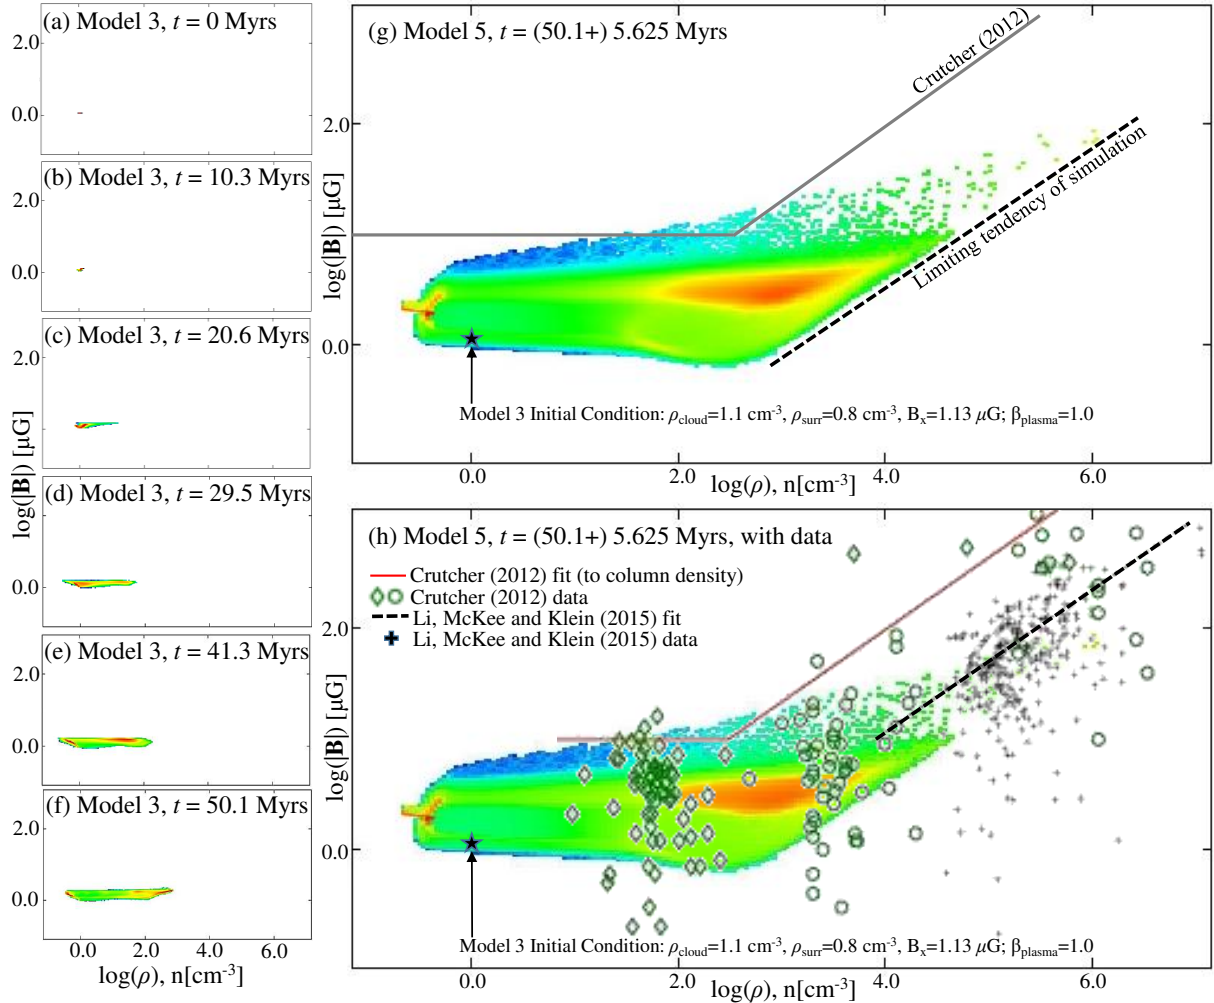 (a) Model 3, t = 0 Myrs
0.0
(b) Model 3, t = 10.3 Myrs
2.0
0.0
(c) Model 3, t = 20.6 Myrs
2.0
log(|B|) [μG]
(d) Model 3, t = 29.5 Myrs
0.0
(e) Model 3, t = 41.3 Myrs
2.0
0.0
(f) Model 3, t = 50.1 Myrs
2.0
0.0
0.0 2.0 4.0 6.0
log(ρ), n[cm⁻³]
(g) Model 5, t = (50.1+) 5.625 Myrs
Crutcher (2012)
2.0
Limiting tendency of simulation
log(|B|) [μG]
0.0
Model 3 Initial Condition: ρcloud=1.1 cm⁻³, ρsurr=0.8 cm⁻³, Bx=1.13 μG; βplasma=1.0
0.0 2.0 4.0 6.0
log(ρ), n[cm⁻³]
(h) Model 5, t = (50.1+) 5.625 Myrs, with data
Crutcher (2012) fit (to column density)
Crutcher (2012) data
Li, McKee and Klein (2015) fit
Li, McKee and Klein (2015) data
2.0
log(|B|) [μG]
0.0
Model 3 Initial Condition: ρcloud=1.1 cm⁻³, ρsurr=0.8 cm⁻³, Bx=1.13 μG; βplasma=1.0
0.0 2.0 4.0 6.0
log(ρ), n[cm⁻³]